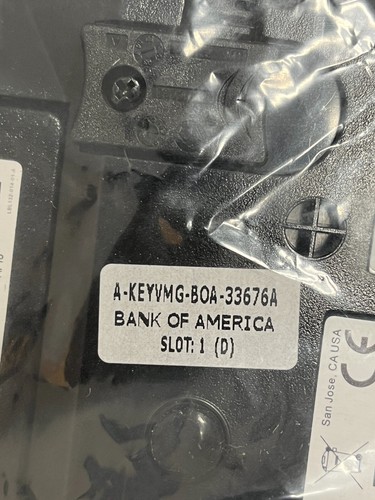 A-KEYVMG-BOA-33676A
BANK OF AMERICA
SLOT: 1 (D)
San Jose, CA USA
CE